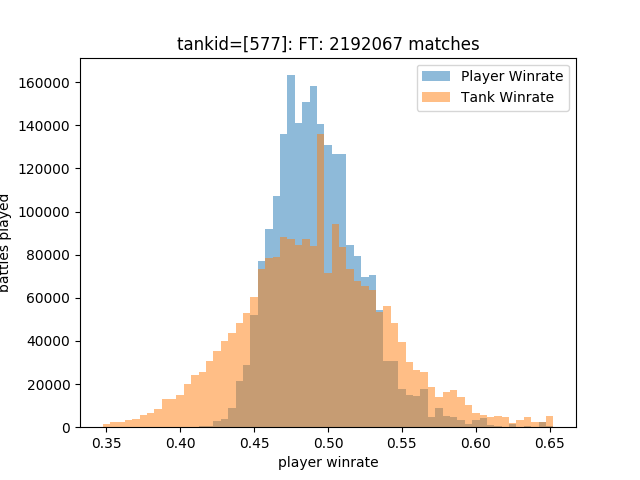 tankid=[577]: FT: 2192067 matches
Player Winrate
Tank Winrate
160000
140000
120000
100000
80000
60000
40000
20000
0
battles played
0.35 0.40 0.45 0.50 0.55 0.60 0.65
player winrate